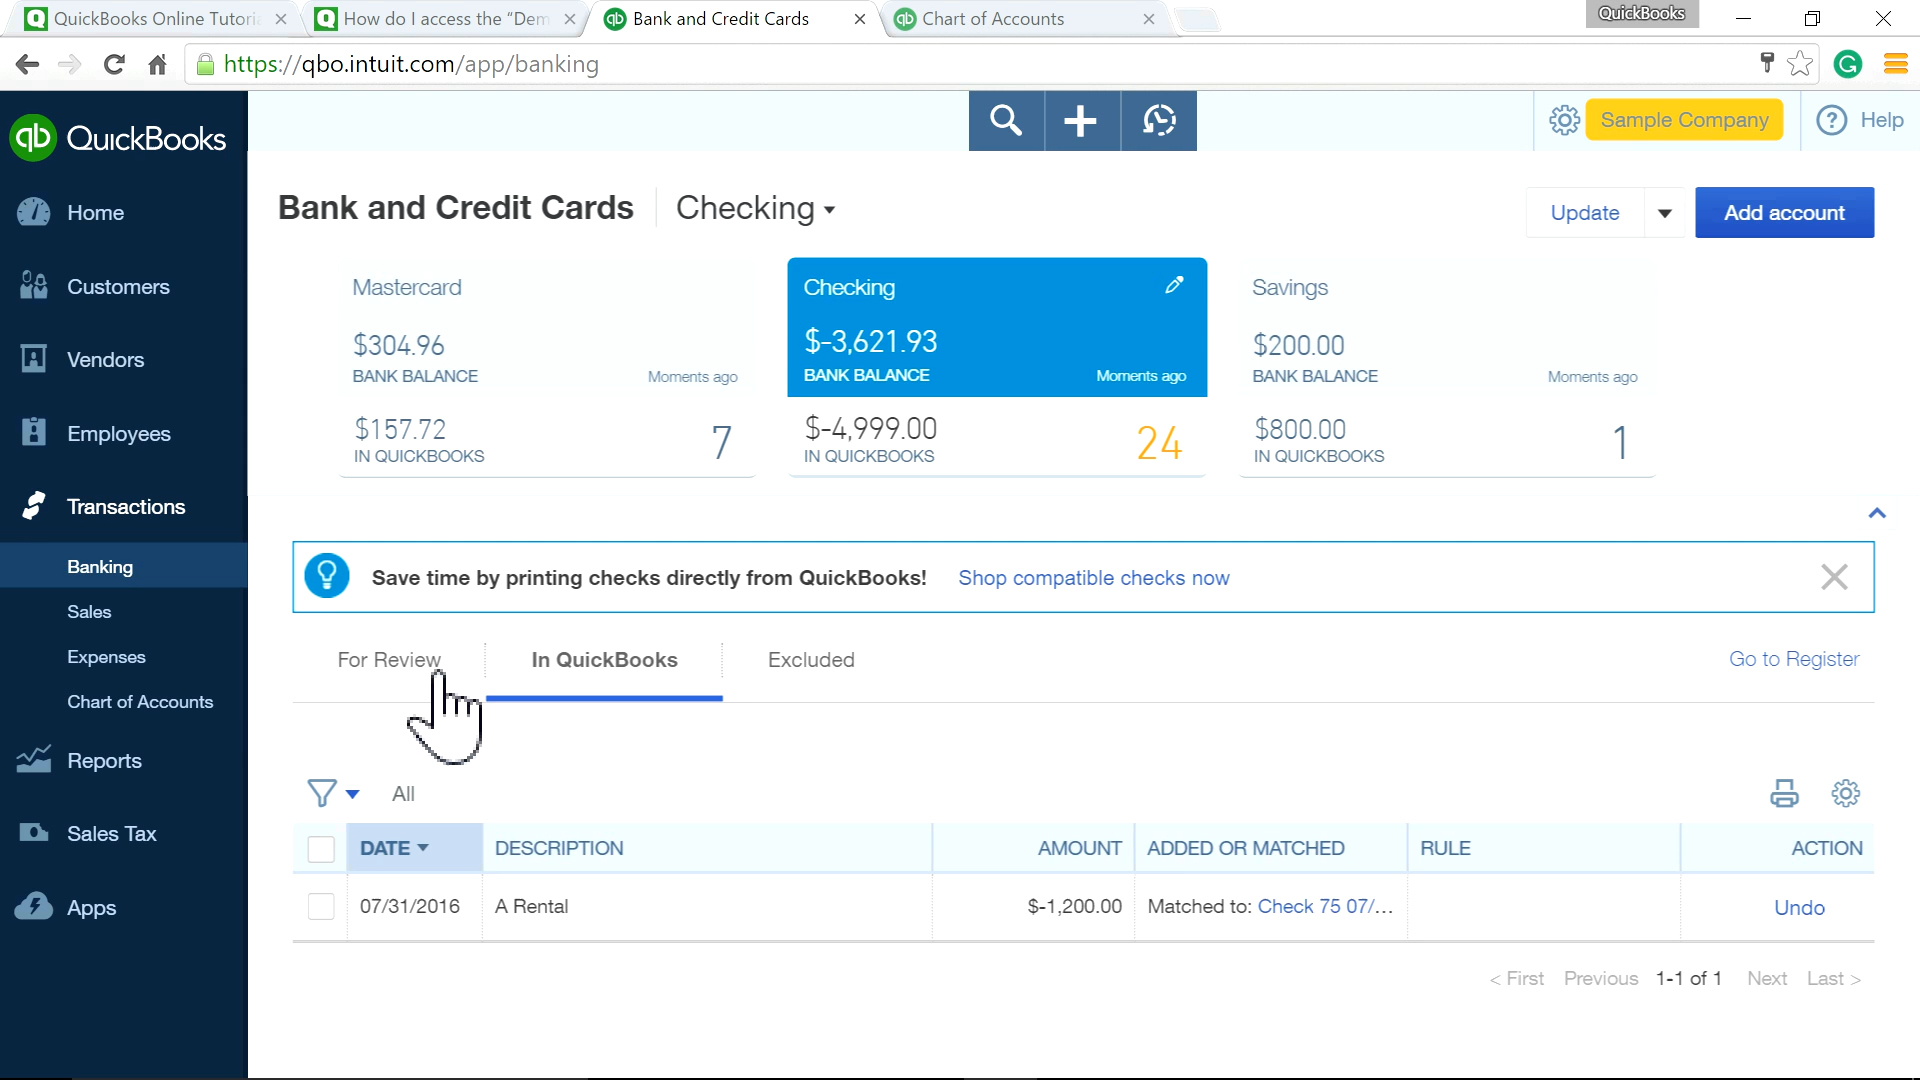 QuickBooks Online Tutori
How do I access the “Dem
Bank and Credit Cards
Chart of Accounts
QuickBooks
https://qbo.intuit.com/app/banking
qb QuickBooks
Sample Company
Help
Home
Customers
Vendors
Employees
Transactions
Banking
Sales
Expenses
Chart of Accounts
Reports
Sales Tax
Apps
Bank and Credit Cards
Checking
Update
Add account
Mastercard
$304.96
BANK BALANCE
Moments ago
$157.72
IN QUICKBOOKS
7
Checking
$-3,621.93
BANK BALANCE
Moments ago
$-4,999.00
IN QUICKBOOKS
24
Savings
$200.00
BANK BALANCE
Moments ago
$800.00
IN QUICKBOOKS
1
Save time by printing checks directly from QuickBooks! Shop compatible checks now
For Review
In QuickBooks
Excluded
Go to Register
All
DATE DESCRIPTION AMOUNT ADDED OR MATCHED RULE ACTION
07/31/2016 A Rental $-1,200.00 Matched to: Check 75 07/... Undo
< First Previous 1-1 of 1 Next Last >